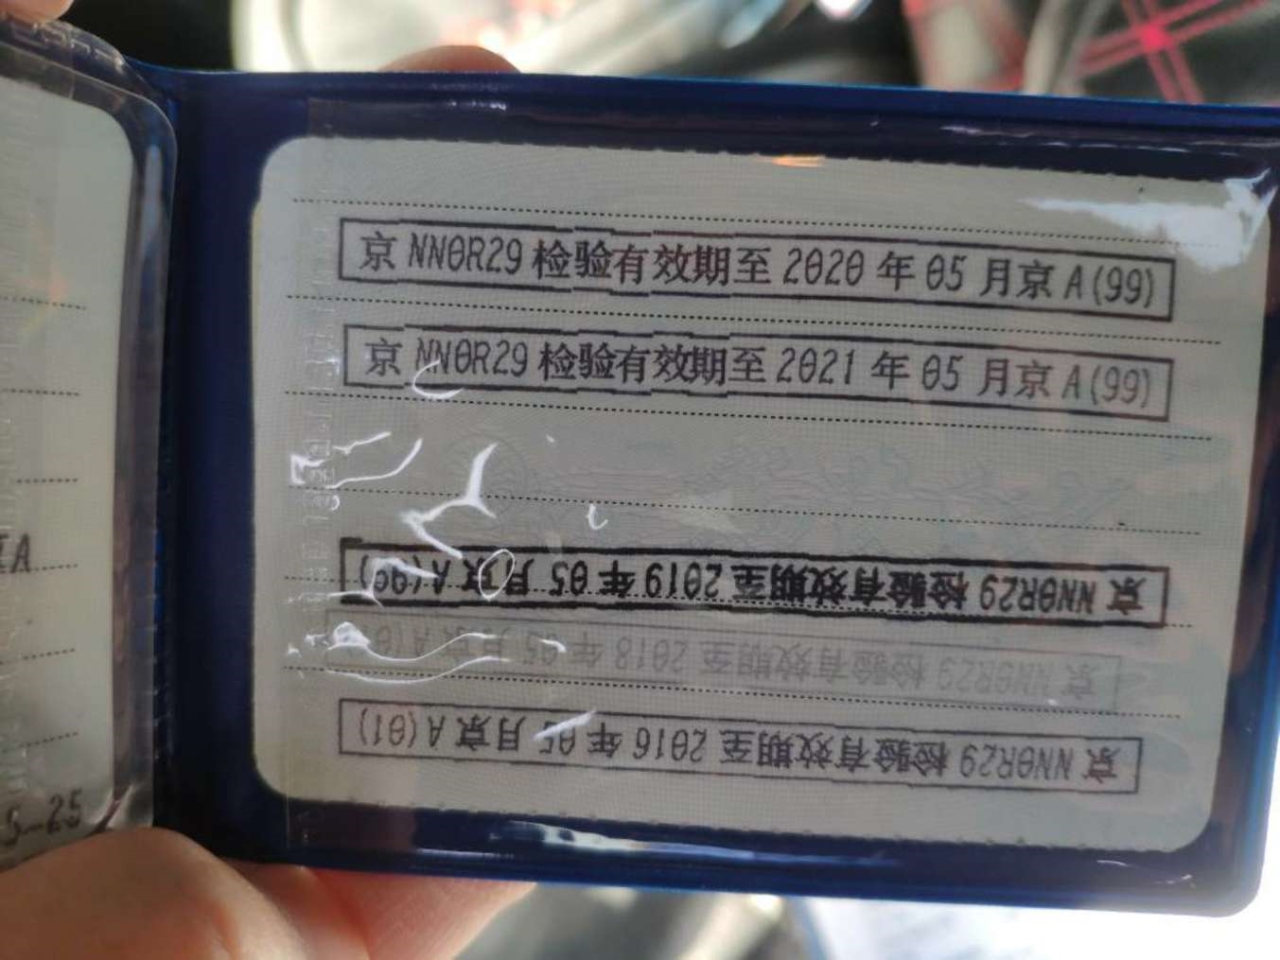 京 NN0R29 检验有效期至 2020 年 05 月京 A(99)
京 NN0R29 检验有效期至 2021 年 05 月京 A(99)
京 NN0R29 检验有效期至 2019 年 05 月京 A(99)
京 NN0R29 检验有效期至 2018 年 05 月京 A(
京 NN0R29 检验有效期至 2016 年 05 月京 A(01)
IA
5-25